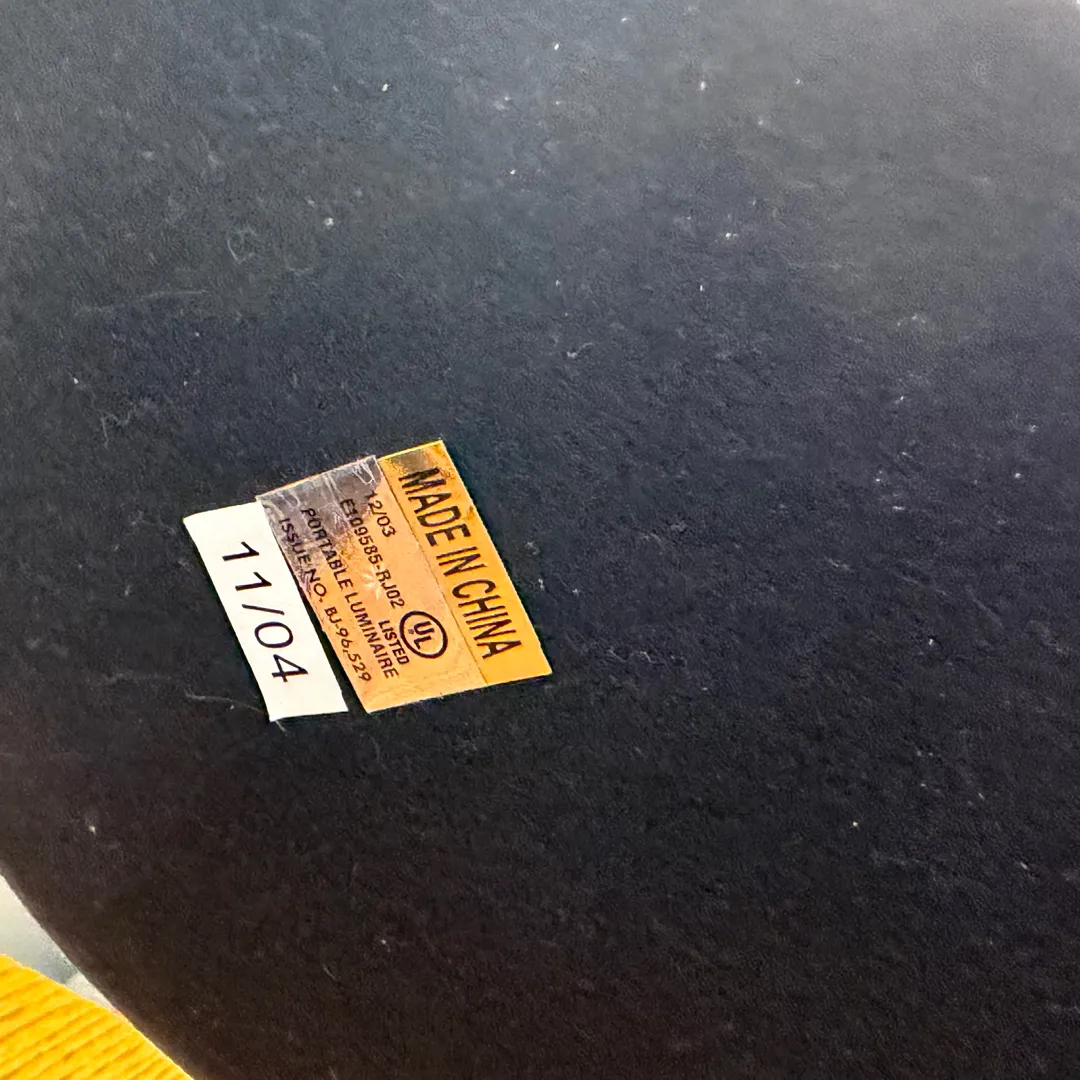 MADE IN CHINA
12/03
E109585-RJ02
UL
LISTED
PORTABLE LUMINAIRE
ISSUE NO. BJ-96,529
11/04